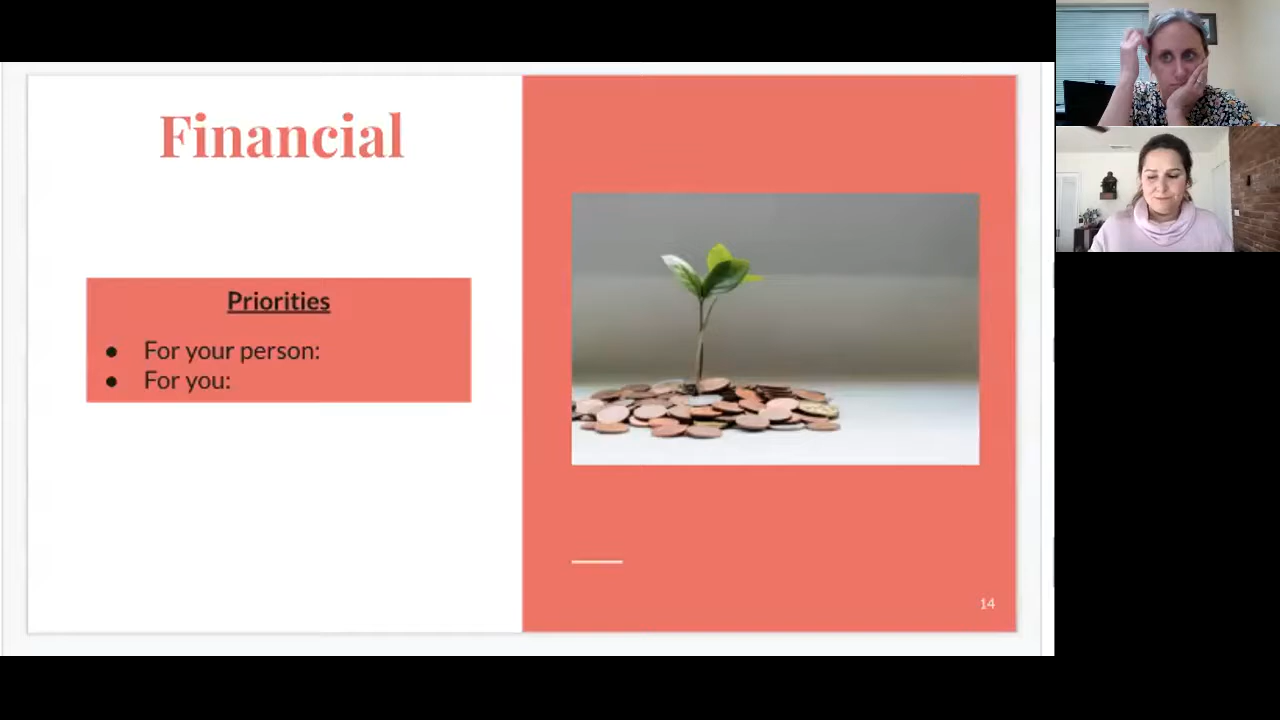 Financial
Priorities
● For your person:
● For you:
14